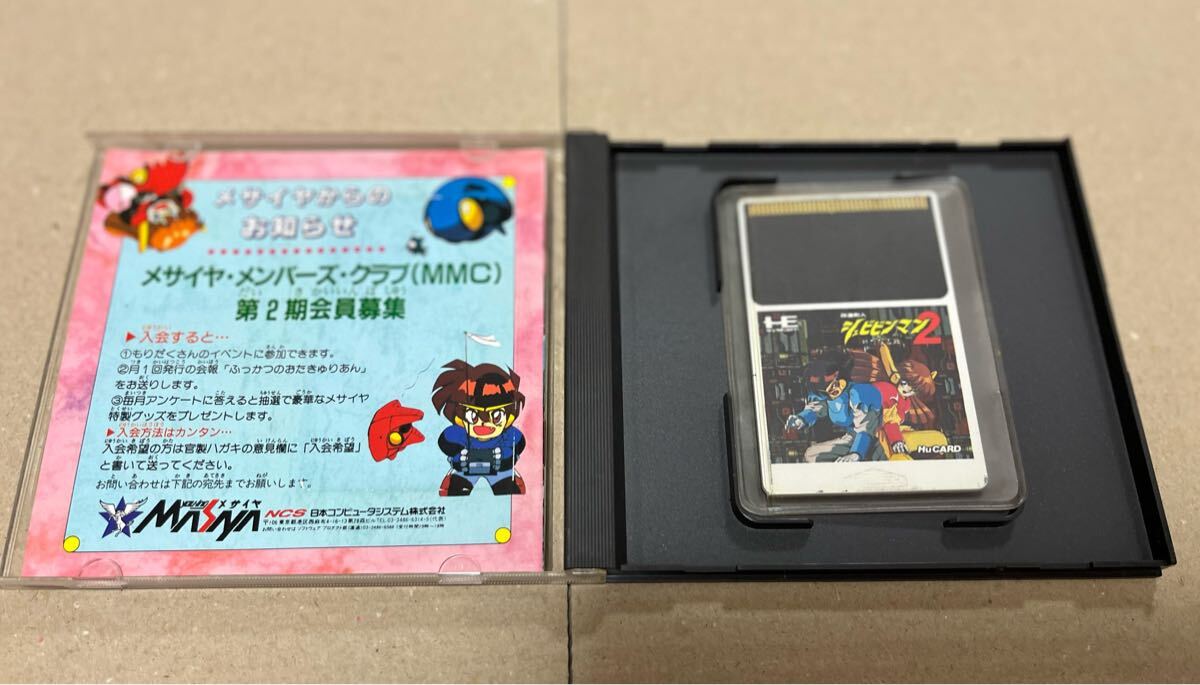 メサイヤからの
お知らせ
メサイヤ・メンバーズ・クラブ(MMC)
第2期会員募集
▶入会すると…
①もりだくさんのイベントに参加できます。
②月1回発行の会報「ふっかつのおたきゅりあん」
をお送りします。
③毎月アンケートに答えると抽選で豪華なメサイヤ
特製グッズをプレゼントします。
▶入会方法はカンタン…
入会希望の方は官製ハガキの意見欄に「入会希望」
と書いて送ってください。
お問い合わせは下記の宛先までお願いします。
メサイヤ
MASAYA
NCS 日本コンピュータシステム株式会社
HE
シュビビンマン2
HuCARD